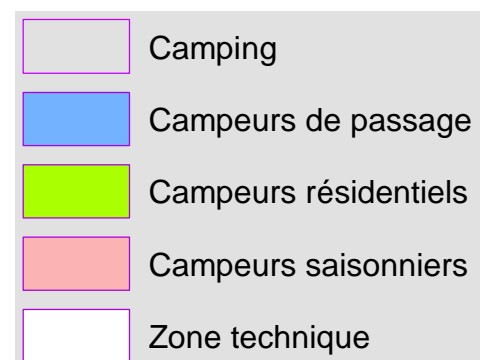 Camping
Campeurs de passage
Campeurs résidentiels
Campeurs saisonniers
Zone technique